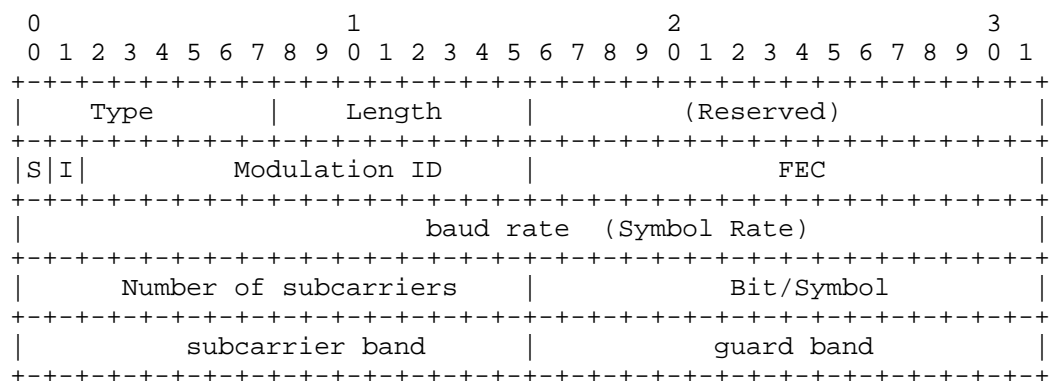 0                   1                   2                   3
 0 1 2 3 4 5 6 7 8 9 0 1 2 3 4 5 6 7 8 9 0 1 2 3 4 5 6 7 8 9 0 1
+-+-+-+-+-+-+-+-+-+-+-+-+-+-+-+-+-+-+-+-+-+-+-+-+-+-+-+-+-+-+-+-+
|    Type       |    Length     |         (Reserved)            |
+-+-+-+-+-+-+-+-+-+-+-+-+-+-+-+-+-+-+-+-+-+-+-+-+-+-+-+-+-+-+-+-+
|S|I|         Modulation ID     |               FEC             |
+-+-+-+-+-+-+-+-+-+-+-+-+-+-+-+-+-+-+-+-+-+-+-+-+-+-+-+-+-+-+-+-+
|                         baud rate  (Symbol Rate)              |
+-+-+-+-+-+-+-+-+-+-+-+-+-+-+-+-+-+-+-+-+-+-+-+-+-+-+-+-+-+-+-+-+
|      Number of subcarriers    |            Bit/Symbol         |
+-+-+-+-+-+-+-+-+-+-+-+-+-+-+-+-+-+-+-+-+-+-+-+-+-+-+-+-+-+-+-+-+
|          subcarrier band      |           guard band          |
+-+-+-+-+-+-+-+-+-+-+-+-+-+-+-+-+-+-+-+-+-+-+-+-+-+-+-+-+-+-+-+-+